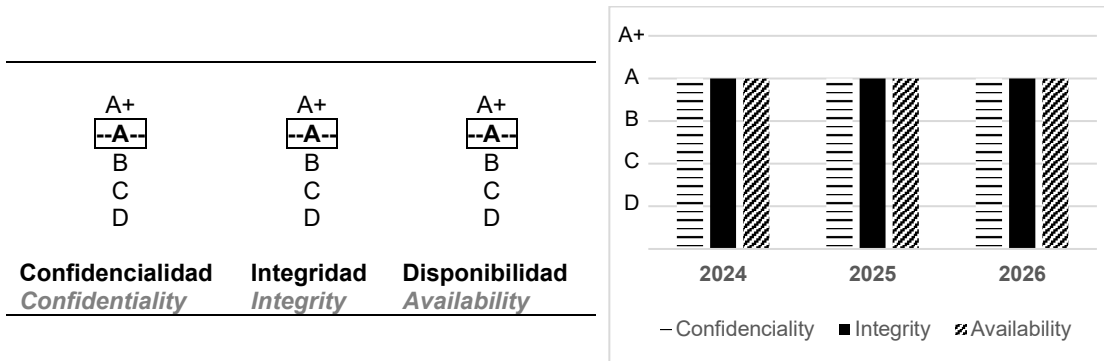 A+ A+ A+
--A-- --A-- --A--
B B B
C C C
D D D
Confidencialidad Integridad Disponibilidad
Confidentiality Integrity Availability
A+
A
B
C
D
2024 2025 2026
Confidenciality Integrity Availability